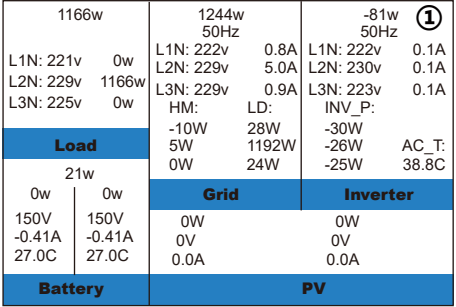 1166w
L1N: 221v 0w
L2N: 229v 1166w
L3N: 225v 0w
Load
1244w
50Hz
L1N: 222v 0.8A
L2N: 229v 5.0A
L3N: 229v 0.9A
HM: LD:
-10W 28W
5W 1192W
0W 24W
Grid
-81w ①
50Hz
L1N: 222v 0.1A
L2N: 230v 0.1A
L3N: 223v 0.1A
INV_P:
-30W
-26W AC_T:
-25W 38.8C
Inverter
21w
0w 0w
150V 150V
-0.41A -0.41A
27.0C 27.0C
Battery
0W 0W
0V 0V
0.0A 0.0A
PV